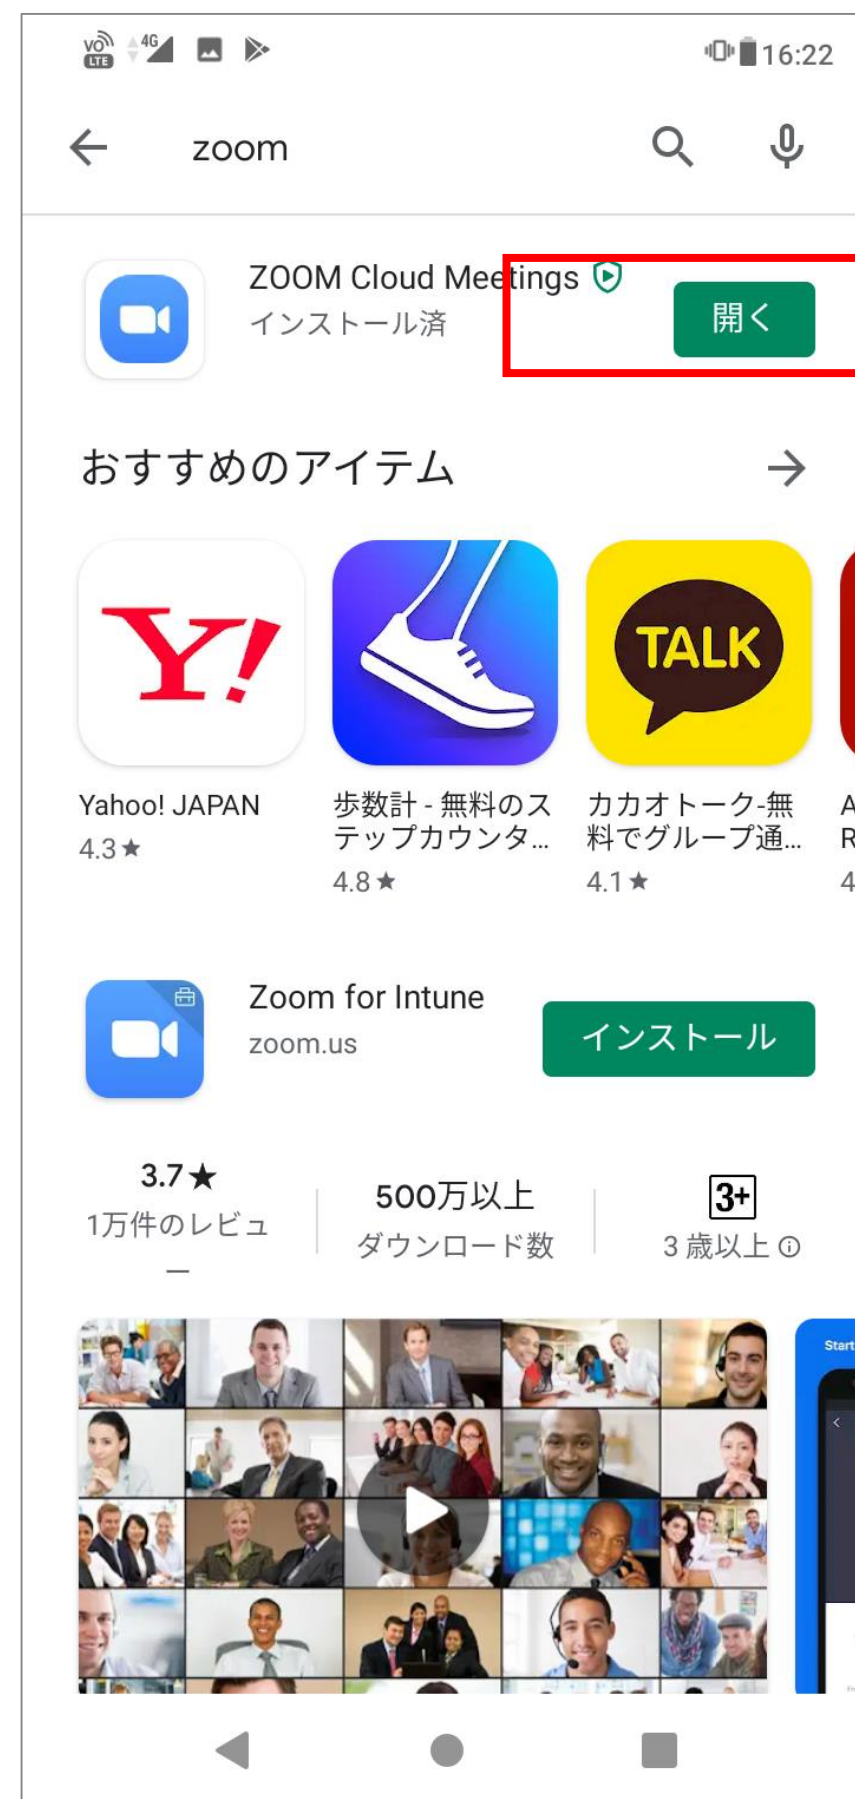 VO LTE 4G 16:22
zoom
ZOOM Cloud Meetings
インストール済
開く
おすすめのアイテム
Y!
TALK
Yahoo! JAPAN
4.3★
歩数計 - 無料のス
テップカウンタ...
4.8★
カカオトーク-無
料でグループ通...
4.1★
A
R
4
Zoom for Intune
zoom.us
インストール
3.7★
1万件のレビュ
ー
500万以上
ダウンロード数
3+
3 歳以上
Start